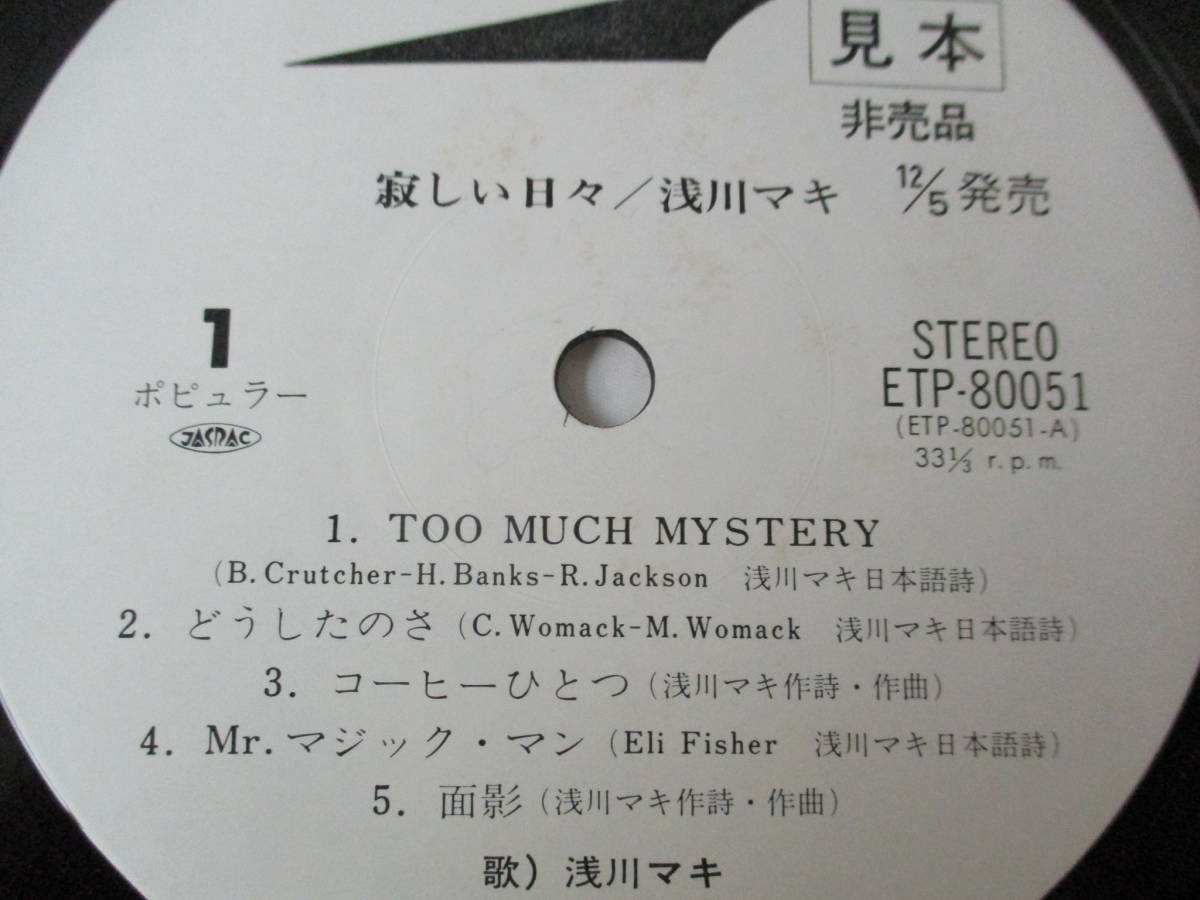 見本
非売品
寂しい日々／浅川マキ 12/5発売
1
ポピュラー
JASRAC
STEREO
ETP-80051
(ETP-80051-A)
33⅓ r.p.m.
1. TOO MUCH MYSTERY
(B.Crutcher-H.Banks-R.Jackson 浅川マキ日本語詩)
2. どうしたのさ (C.Womack-M.Womack 浅川マキ日本語詩)
3. コーヒーひとつ (浅川マキ作詩・作曲)
4. Mr.マジック・マン (Eli Fisher 浅川マキ日本語詩)
5. 面影 (浅川マキ作詩・作曲)
歌) 浅川マキ